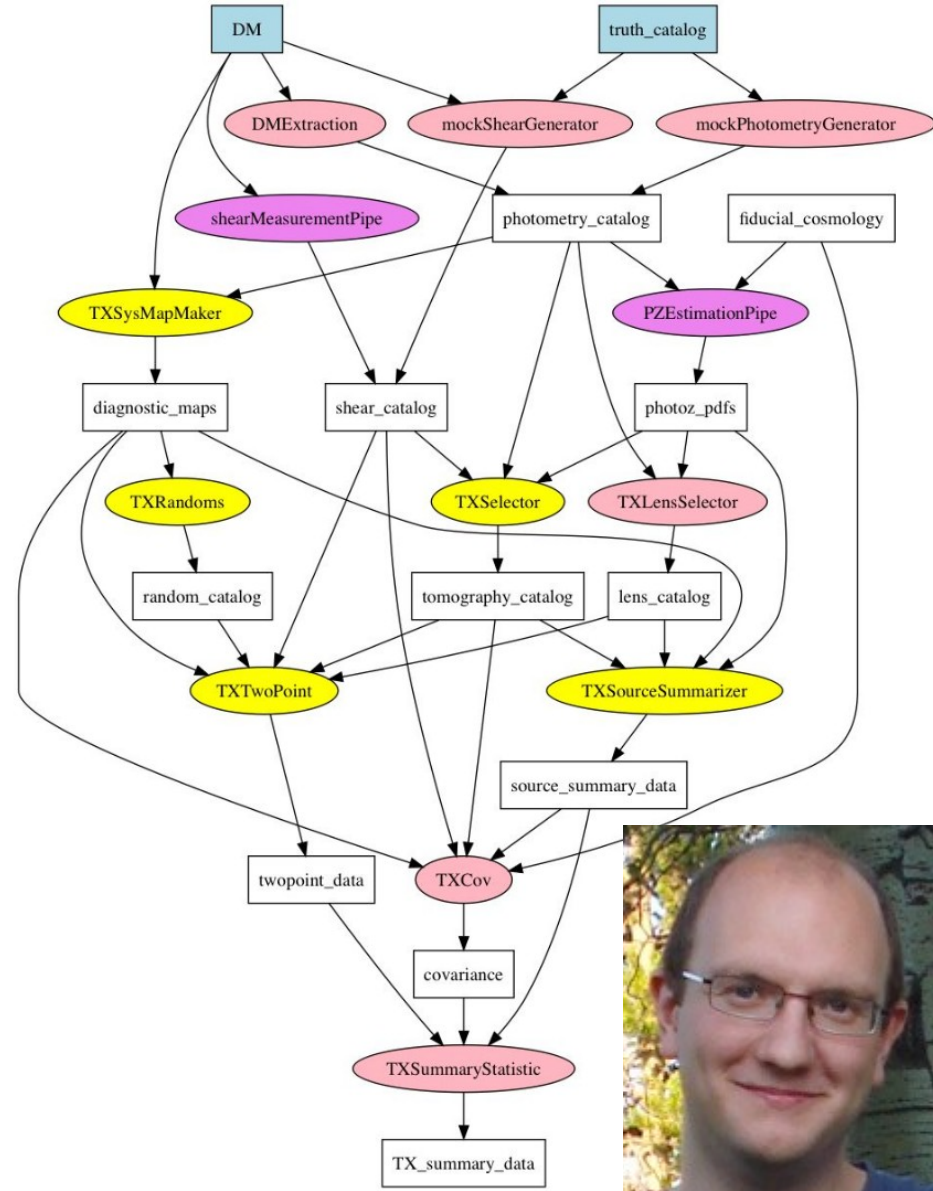 DM
truth_catalog
DMExtraction
mockShearGenerator
mockPhotometryGenerator
shearMeasurementPipe
photometry_catalog
fiducial_cosmology
TXSysMapMaker
PZEstimationPipe
diagnostic_maps
shear_catalog
photoz_pdfs
TXRandoms
TXSelector
TXLensSelector
random_catalog
tomography_catalog
lens_catalog
TXTwoPoint
TXSourceSummarizer
source_summary_data
twopoint_data
TXCov
covariance
TXSummaryStatistic
TX_summary_data